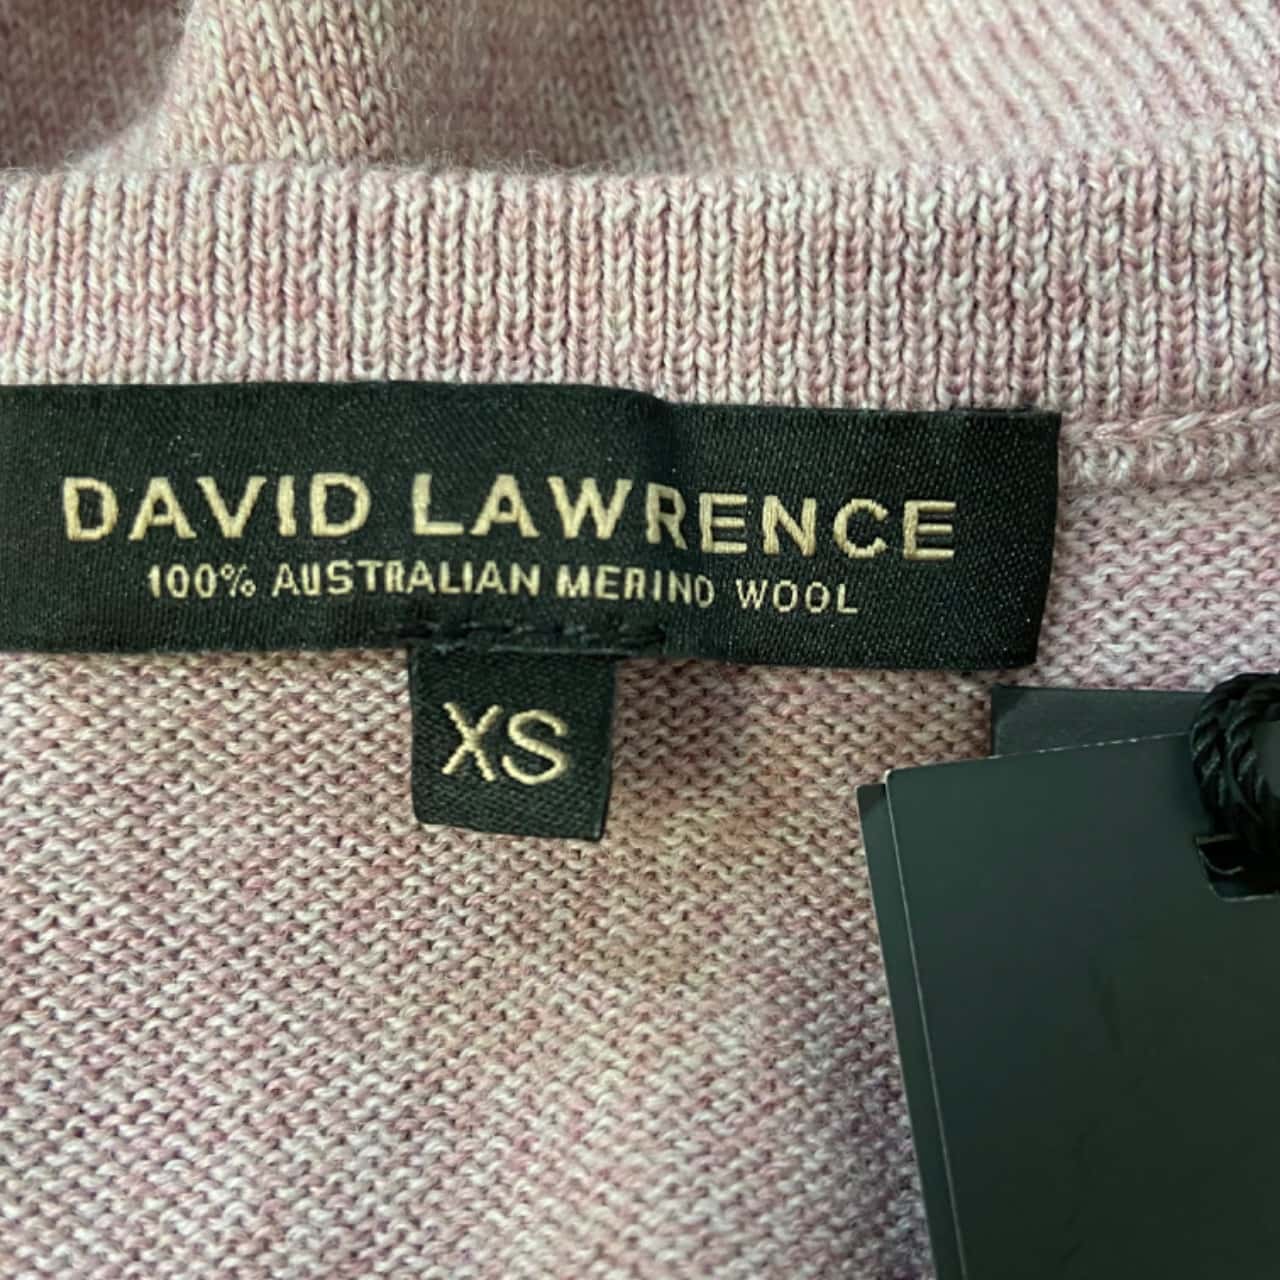 DAVID LAWRENCE
100% AUSTRALIAN MERINO WOOL
XS